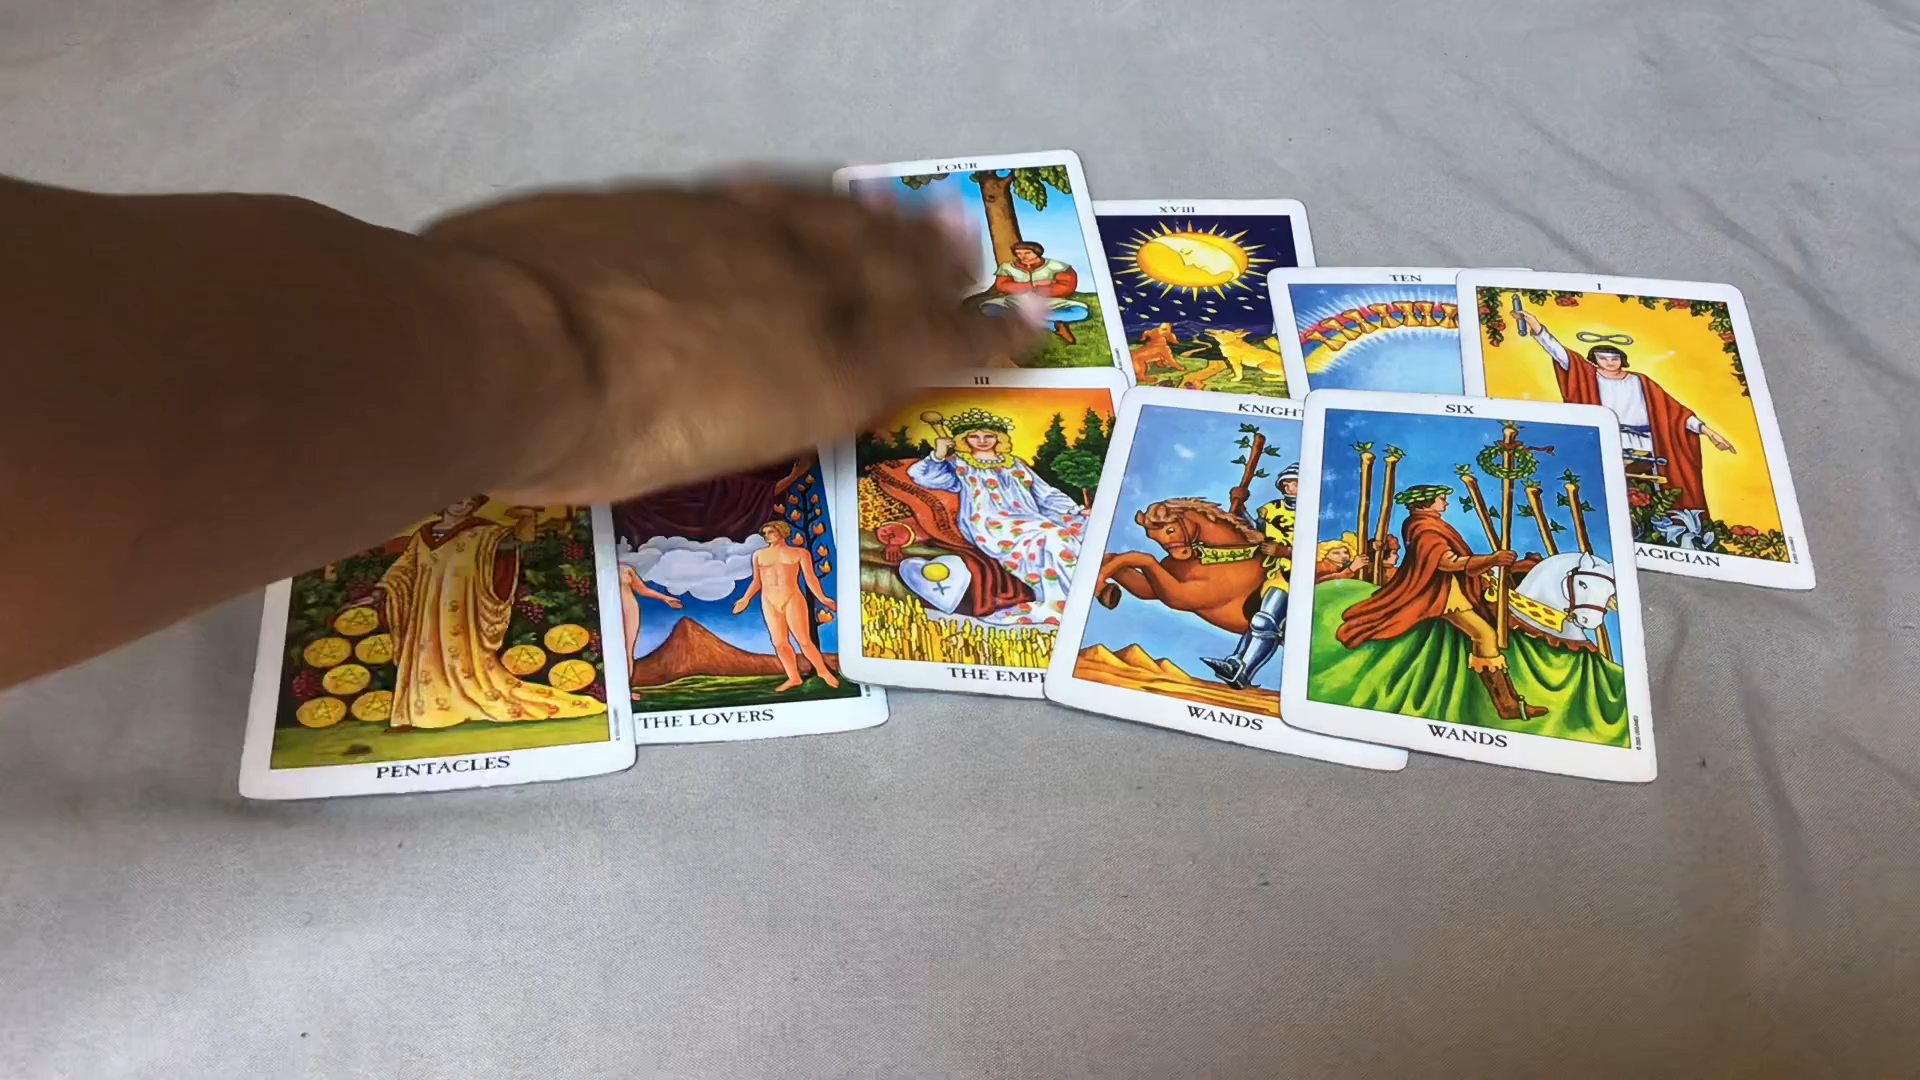 FOUR
XVIII
TEN
I
III
KNIGHT
SIX
AGICIAN
THE EMP
THE LOVERS
WANDS
WANDS
PENTACLES